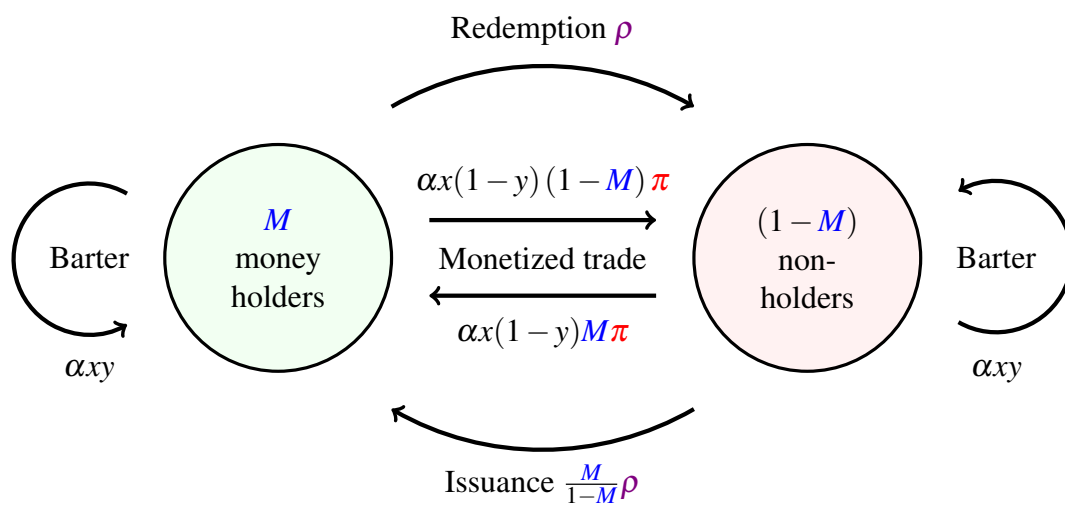 Redemption ρ
αx(1 − y) (1 − M) π
M
money
holders
(1 − M)
non-
holders
Barter
Monetized trade
Barter
αx(1 − y)Mπ
αxy
αxy
Issuance \frac{M}{1−M}ρ